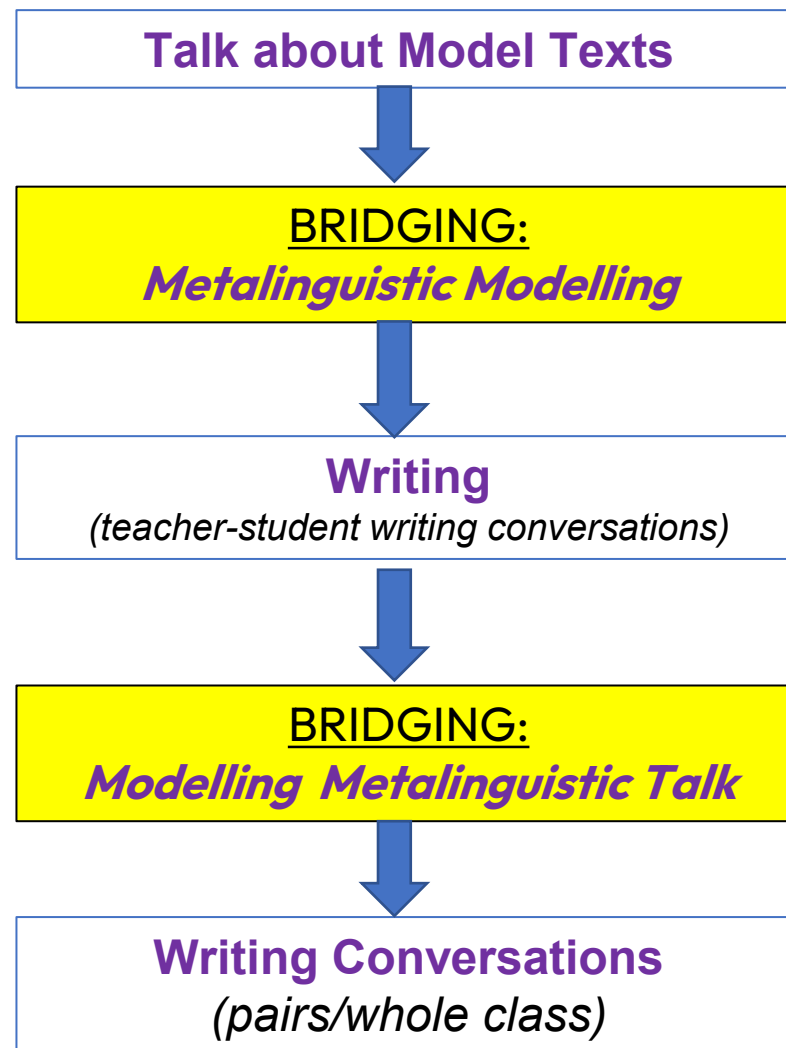 Talk about Model Texts
BRIDGING:
Metalinguistic Modelling
Writing
(teacher-student writing conversations)
BRIDGING:
Modelling Metalinguistic Talk
Writing Conversations
(pairs/whole class)